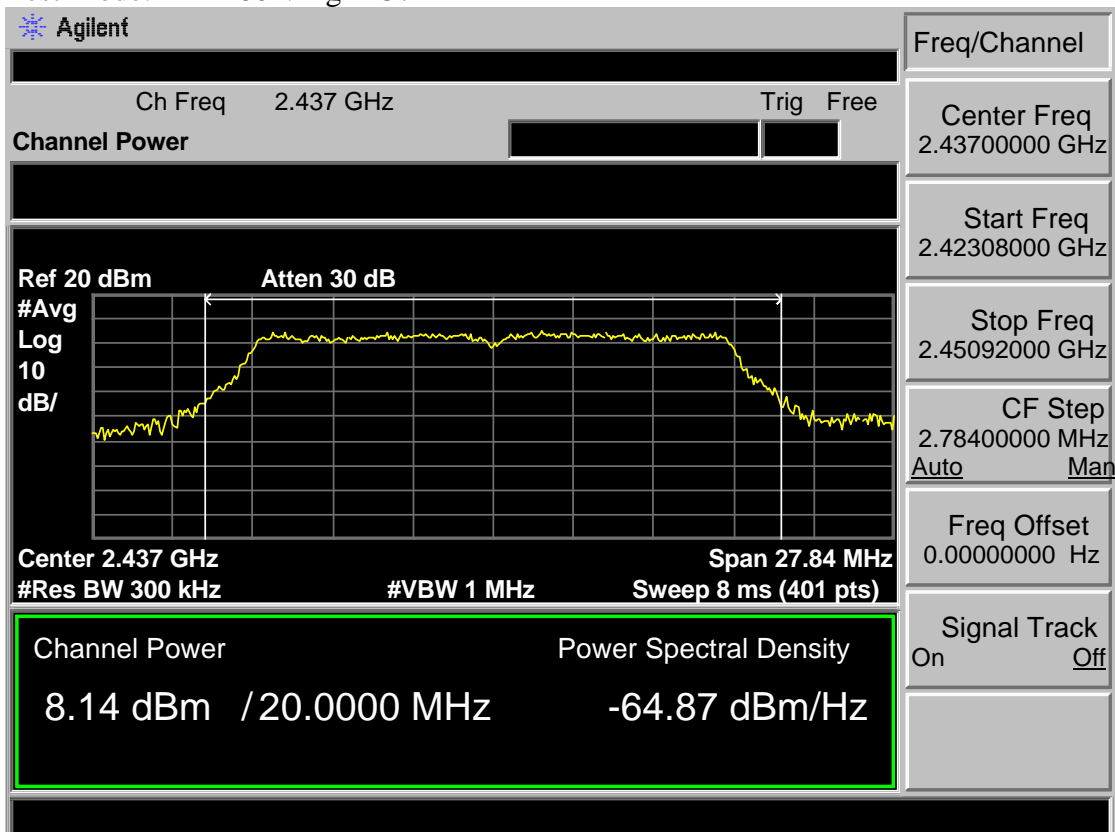 Agilent
Freq/Channel
Ch Freq 2.437 GHz Trig Free
Channel Power
Center Freq
2.43700000 GHz
Start Freq
2.42308000 GHz
Stop Freq
2.45092000 GHz
CF Step
2.78400000 MHz
Auto Man
Freq Offset
0.00000000 Hz
Signal Track
On Off
Ref 20 dBm Atten 30 dB
#Avg
Log
10
dB/
Center 2.437 GHz Span 27.84 MHz
#Res BW 300 kHz #VBW 1 MHz Sweep 8 ms (401 pts)
Channel Power Power Spectral Density
8.14 dBm /20.0000 MHz -64.87 dBm/Hz